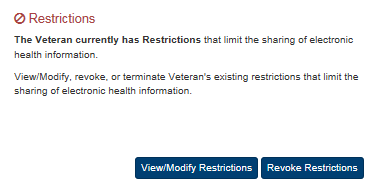 Restrictions
The Veteran currently has Restrictions that limit the sharing of electronic
health information.
View/Modify, revoke, or terminate Veteran's existing restrictions that limit the
sharing of electronic health information.
View/Modify Restrictions Revoke Restrictions